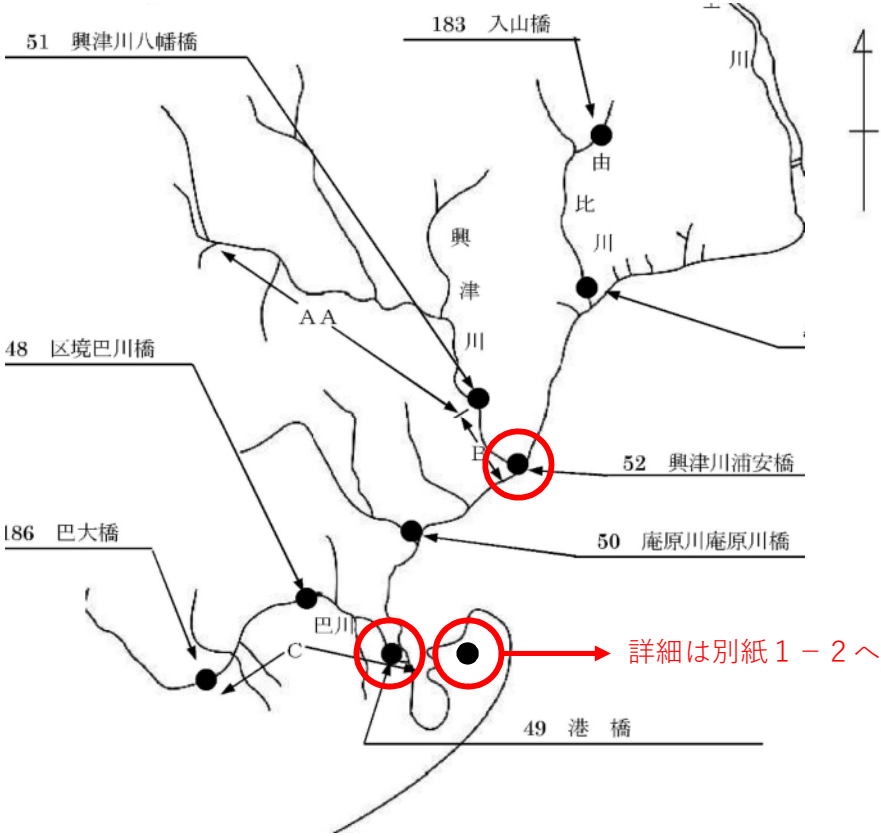 183 入山橋
51 興津川八幡橋
川
由比川
興津川
AA
48 区境巴川橋
B
52 興津川浦安橋
186 巴大橋
50 庵原川庵原川橋
巴川
C
詳細は別紙１－２へ
49 港 橋